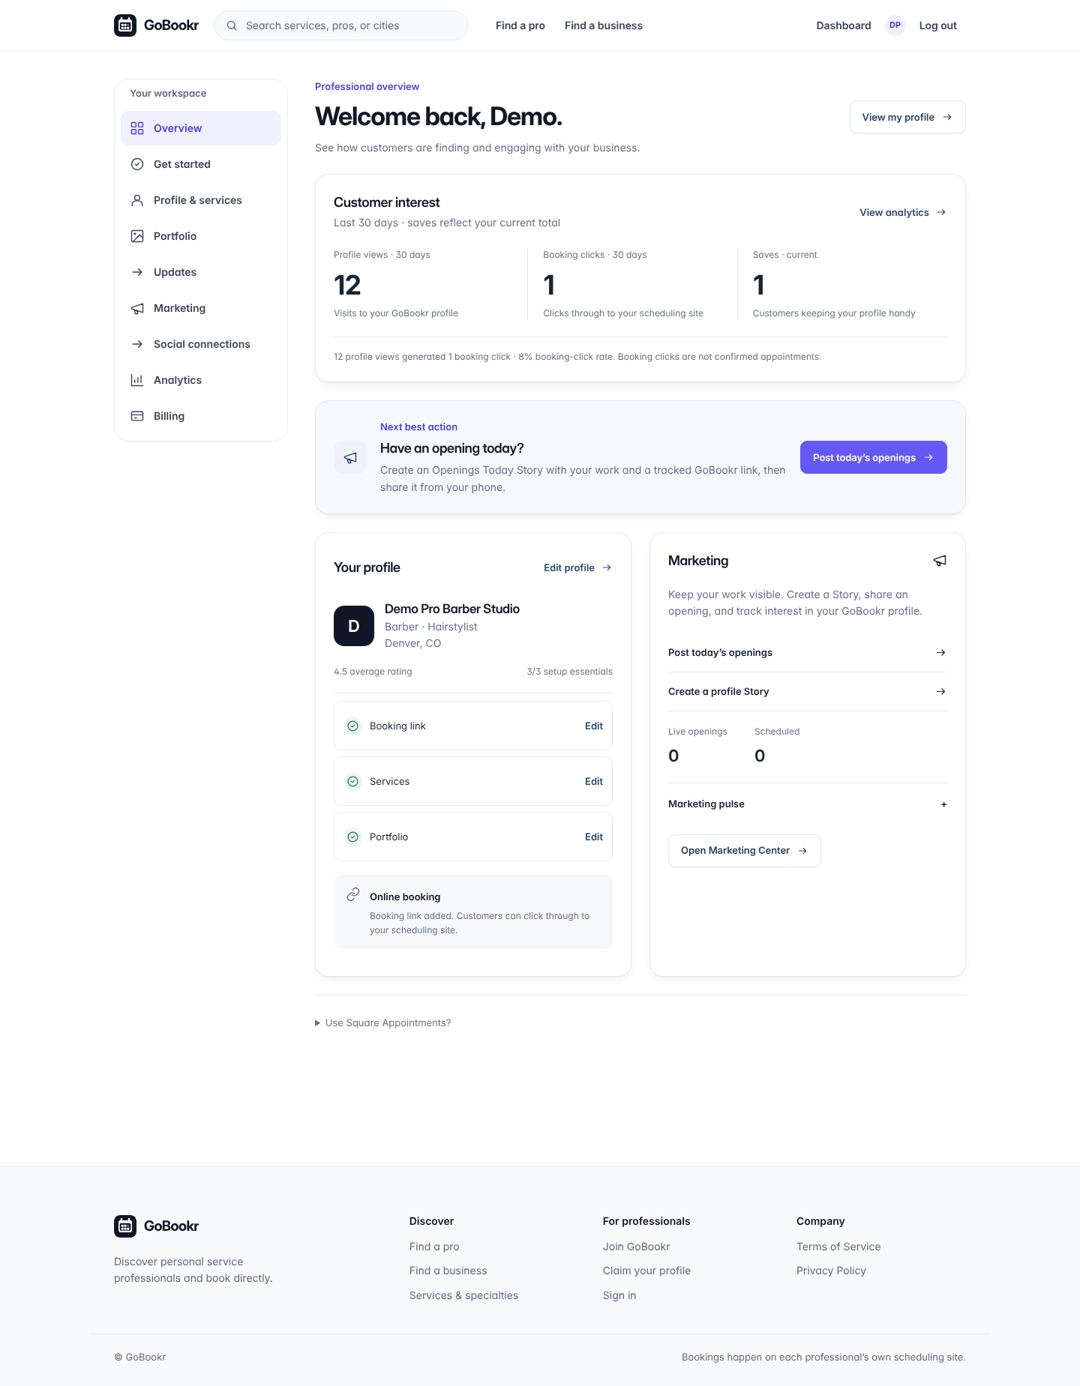 GoBookr
Search services, pros, or cities
Find a pro
Find a business
Dashboard
DP
Log out
Your workspace
Overview
Get started
Profile & services
Portfolio
Updates
Marketing
Social connections
Analytics
Billing
Professional overview
Welcome back, Demo.
See how customers are finding and engaging with your business.
View my profile →
Customer interest
Last 30 days · saves reflect your current total
View analytics →
Profile views · 30 days
12
Visits to your GoBookr profile
Booking clicks · 30 days
1
Clicks through to your scheduling site
Saves · current
1
Customers keeping your profile handy
12 profile views generated 1 booking click · 8% booking-click rate. Booking clicks are not confirmed appointments.
Next best action
Have an opening today?
Create an Openings Today Story with your work and a tracked GoBookr link, then
share it from your phone.
Post today’s openings →
Your profile
Edit profile →
D
Demo Pro Barber Studio
Barber · Hairstylist
Denver, CO
4.5 average rating
3/3 setup essentials
Booking link
Edit
Services
Edit
Portfolio
Edit
Online booking
Booking link added. Customers can click through to
your scheduling site.
Marketing
Keep your work visible. Create a Story, share an
opening, and track interest in your GoBookr profile.
Post today’s openings →
Create a profile Story →
Live openings
0
Scheduled
0
Marketing pulse +
Open Marketing Center →
Use Square Appointments?
GoBookr
Discover personal service
professionals and book directly.
Discover
Find a pro
Find a business
Services & specialties
For professionals
Join GoBookr
Claim your profile
Sign in
Company
Terms of Service
Privacy Policy
© GoBookr
Bookings happen on each professional’s own scheduling site.